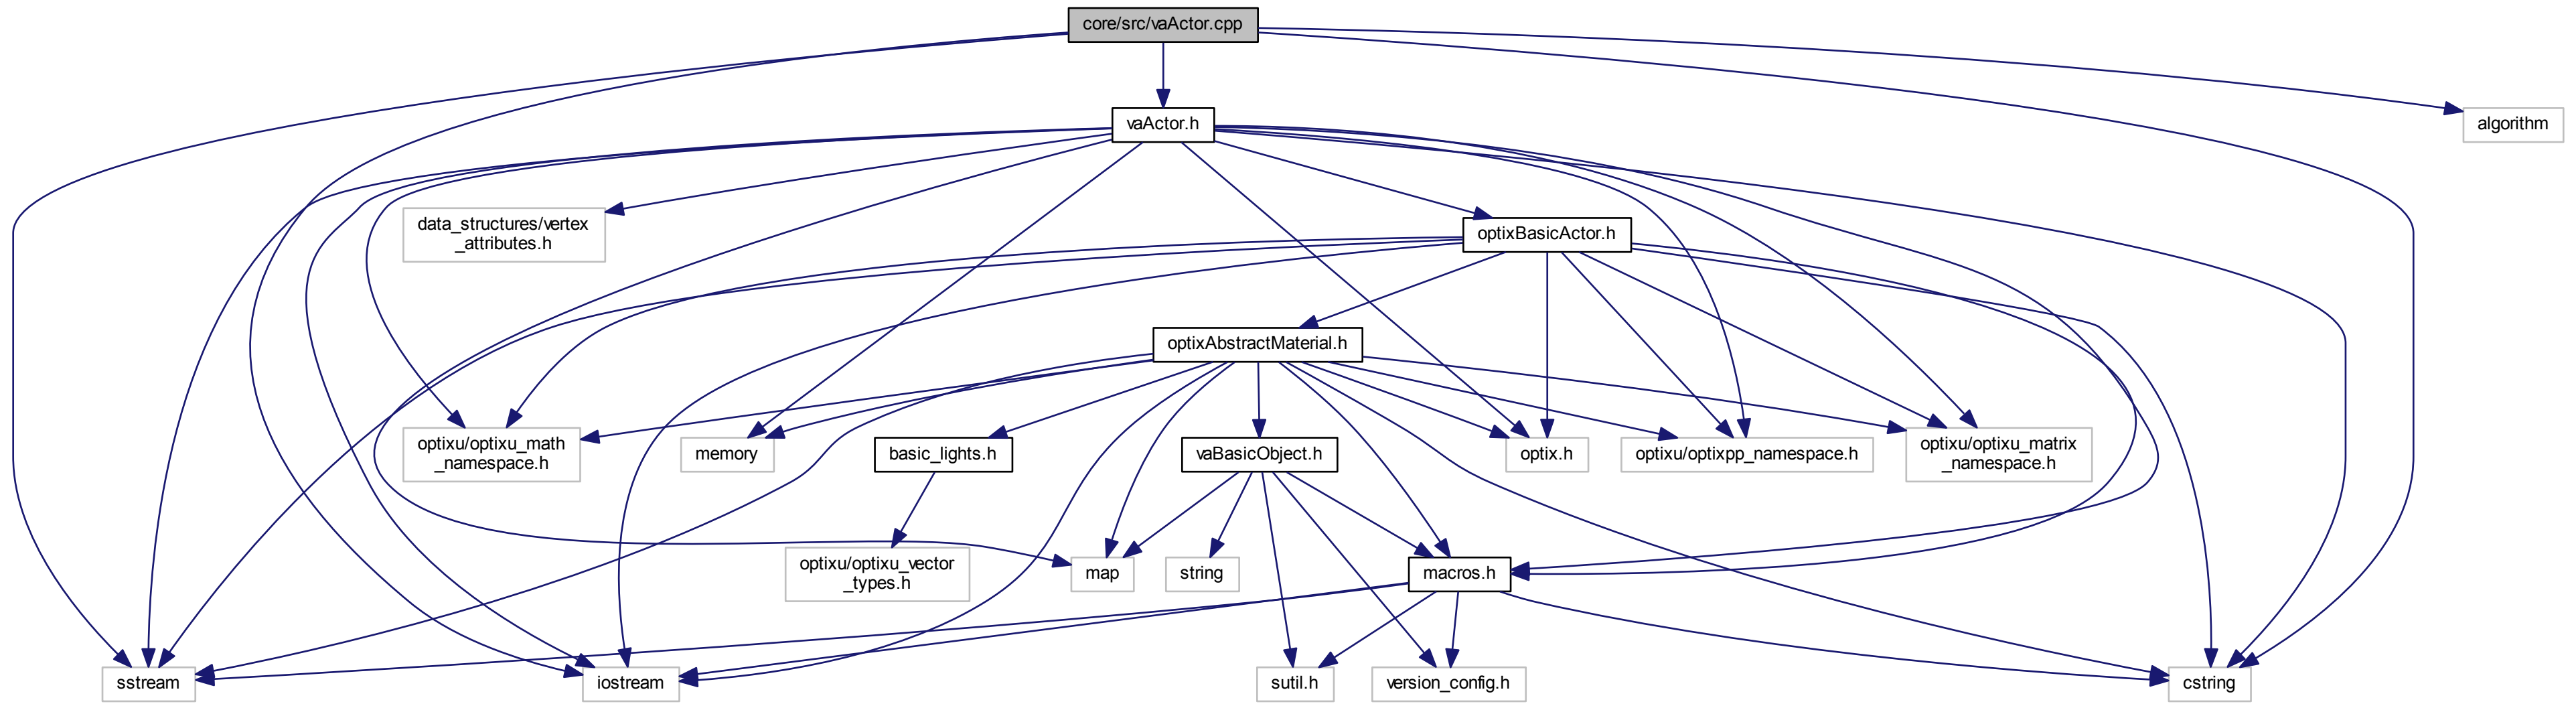 core/src/vaActor.cpp
vaActor.h
algorithm
data_structures/vertex
_attributes.h
optixBasicActor.h
optixAbstractMaterial.h
optixu/optixu_math
_namespace.h
memory
basic_lights.h
vaBasicObject.h
optix.h
optixu/optixpp_namespace.h
optixu/optixu_matrix
_namespace.h
optixu/optixu_vector
_types.h
map
string
macros.h
sstream
iostream
sutil.h
version_config.h
cstring